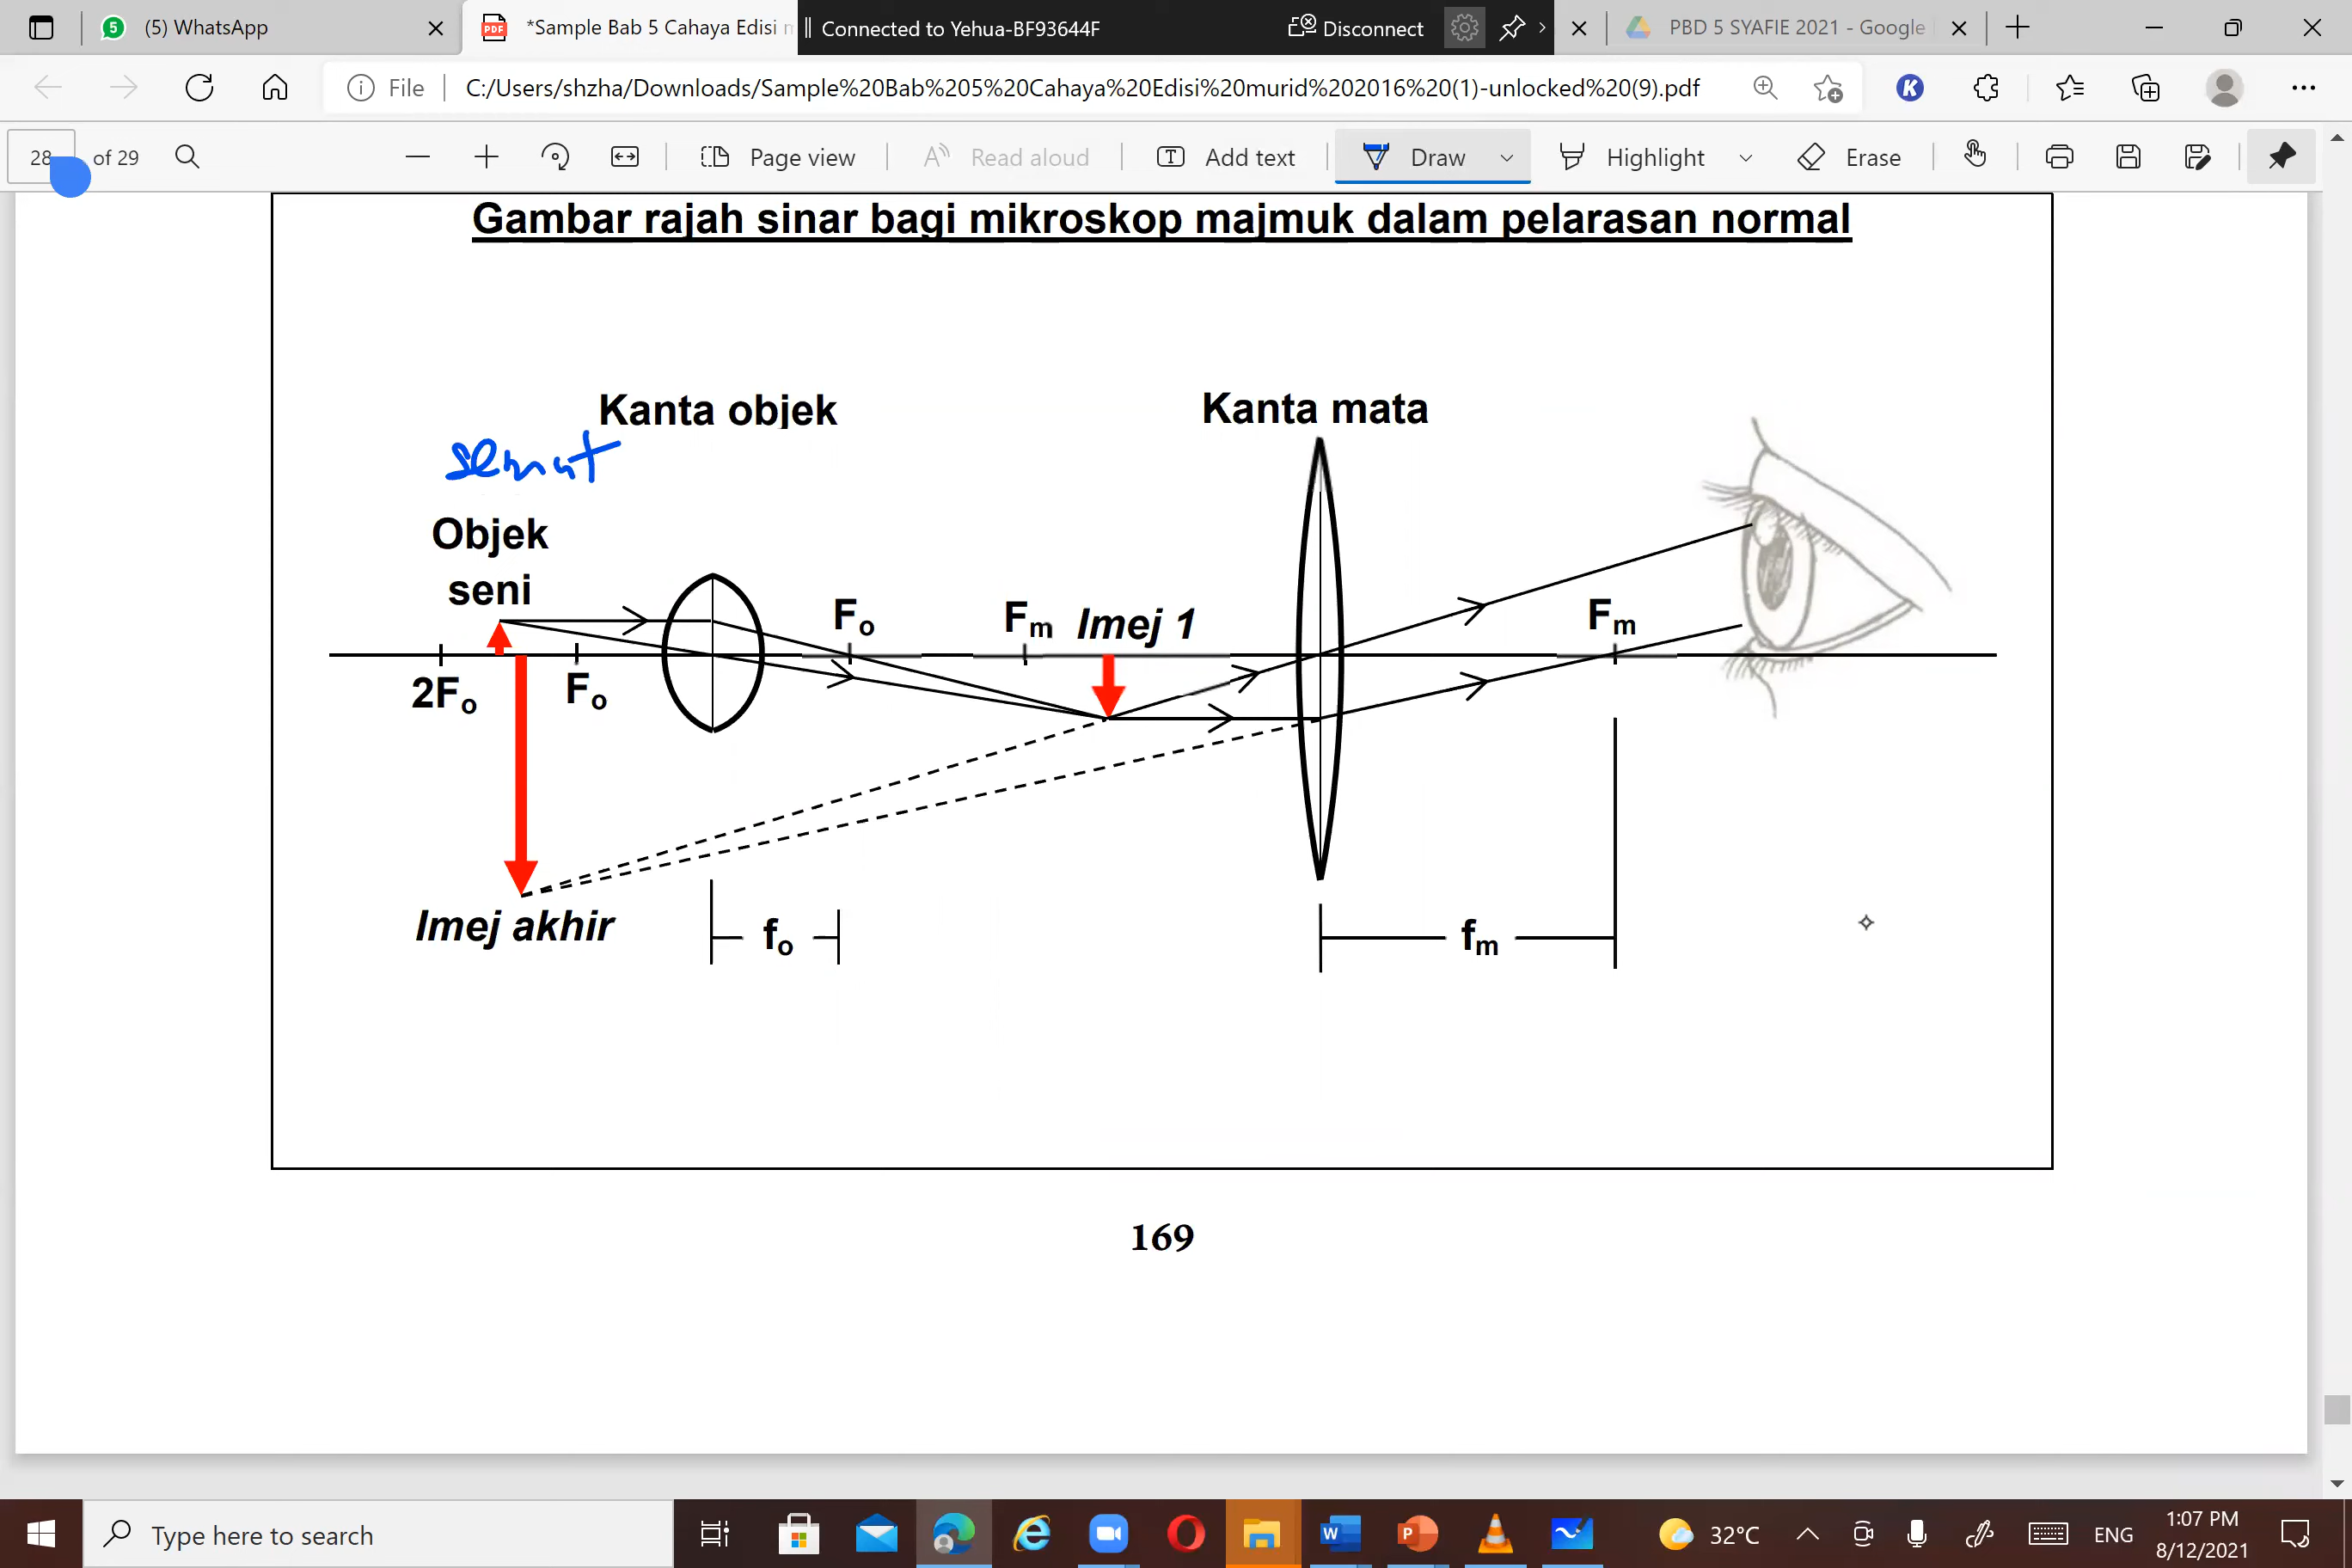 (5) WhatsApp
*Sample Bab 5 Cahaya Edisi
Connected to Yehua-BF93644F
Disconnect
PBD 5 SYAFIE 2021 - Google
File
C:/Users/shzha/Downloads/Sample%20Bab%205%20Cahaya%20Edisi%20murid%202016%20(1)-unlocked%20(9).pdf
28 of 29
Page view
Read aloud
Add text
Draw
Highlight
Erase
Gambar rajah sinar bagi mikroskop majmuk dalam pelarasan normal
Kanta objek
Kanta mata
semut
Objek
seni
Fo
Fm
Imej 1
Fm
2Fo
Fo
Imej akhir
fo
fm
169
Type here to search
32°C
ENG
1:07 PM
8/12/2021